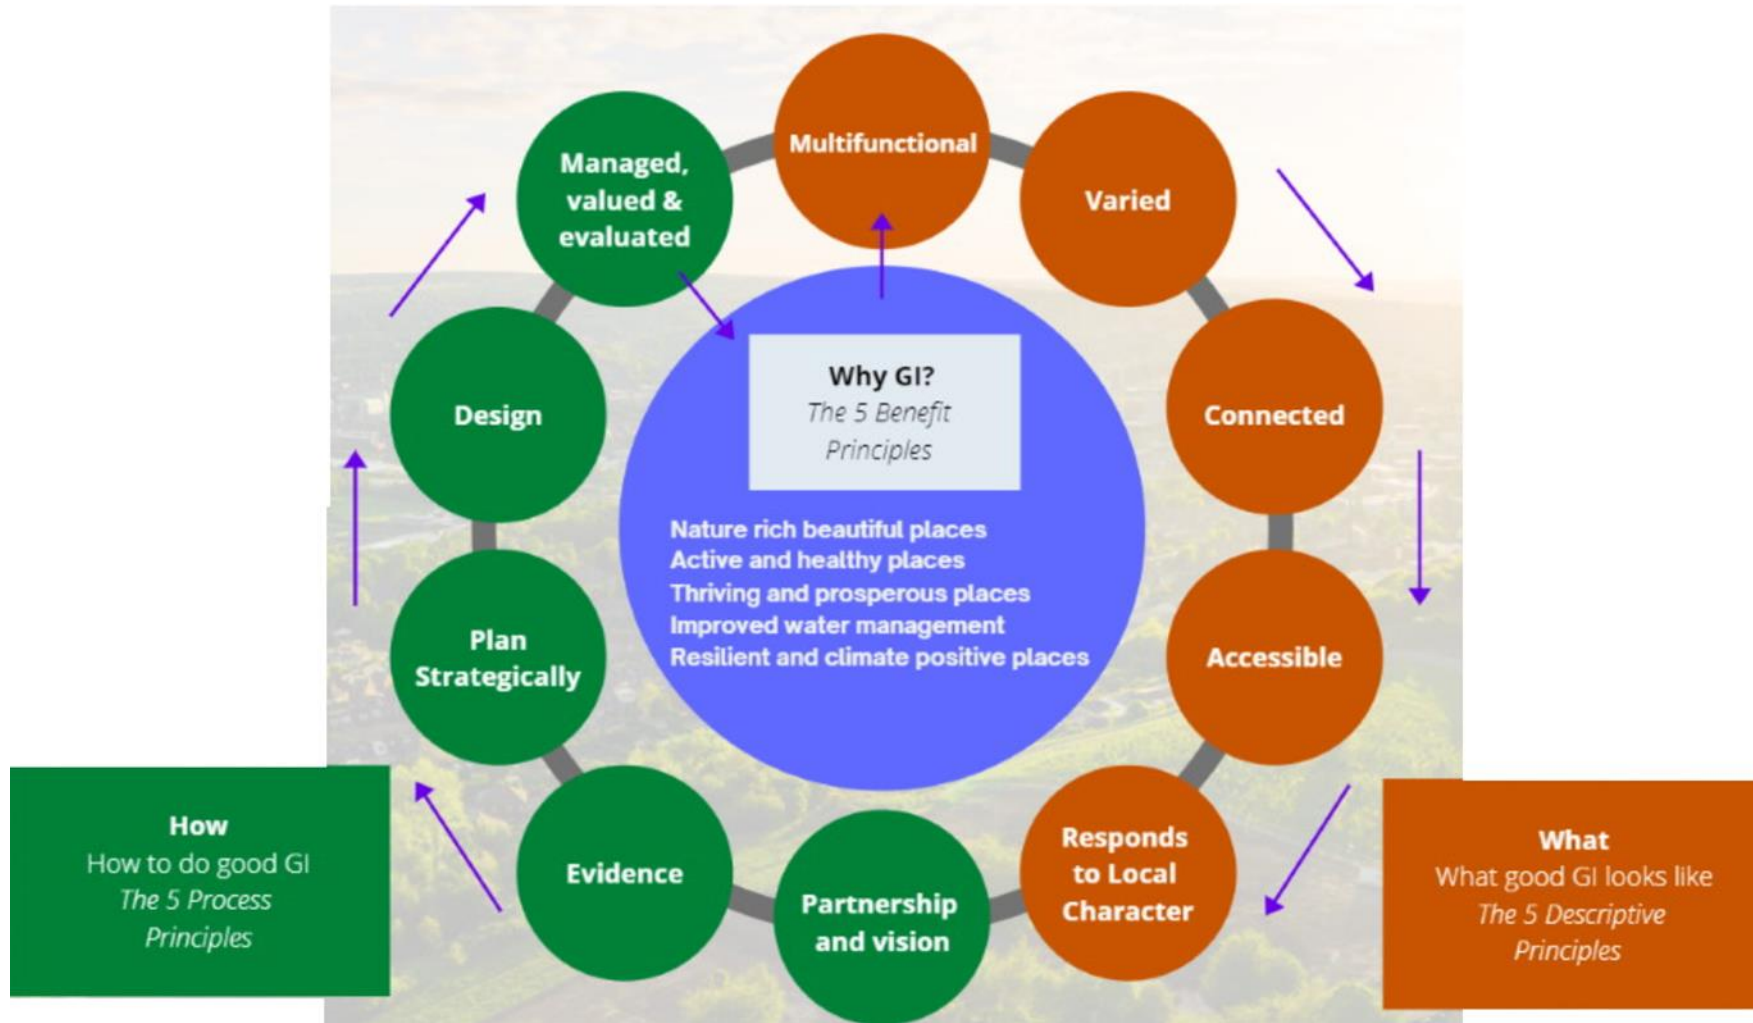 Multifunctional
Varied
Connected
Accessible
Responds
to Local
Character
Partnership
and vision
Evidence
Plan
Strategically
Design
Managed,
valued &
evaluated
Why GI?
The 5 Benefit
Principles
Nature rich beautiful places
Active and healthy places
Thriving and prosperous places
Improved water management
Resilient and climate positive places
How
How to do good GI
The 5 Process
Principles
What
What good GI looks like
The 5 Descriptive
Principles